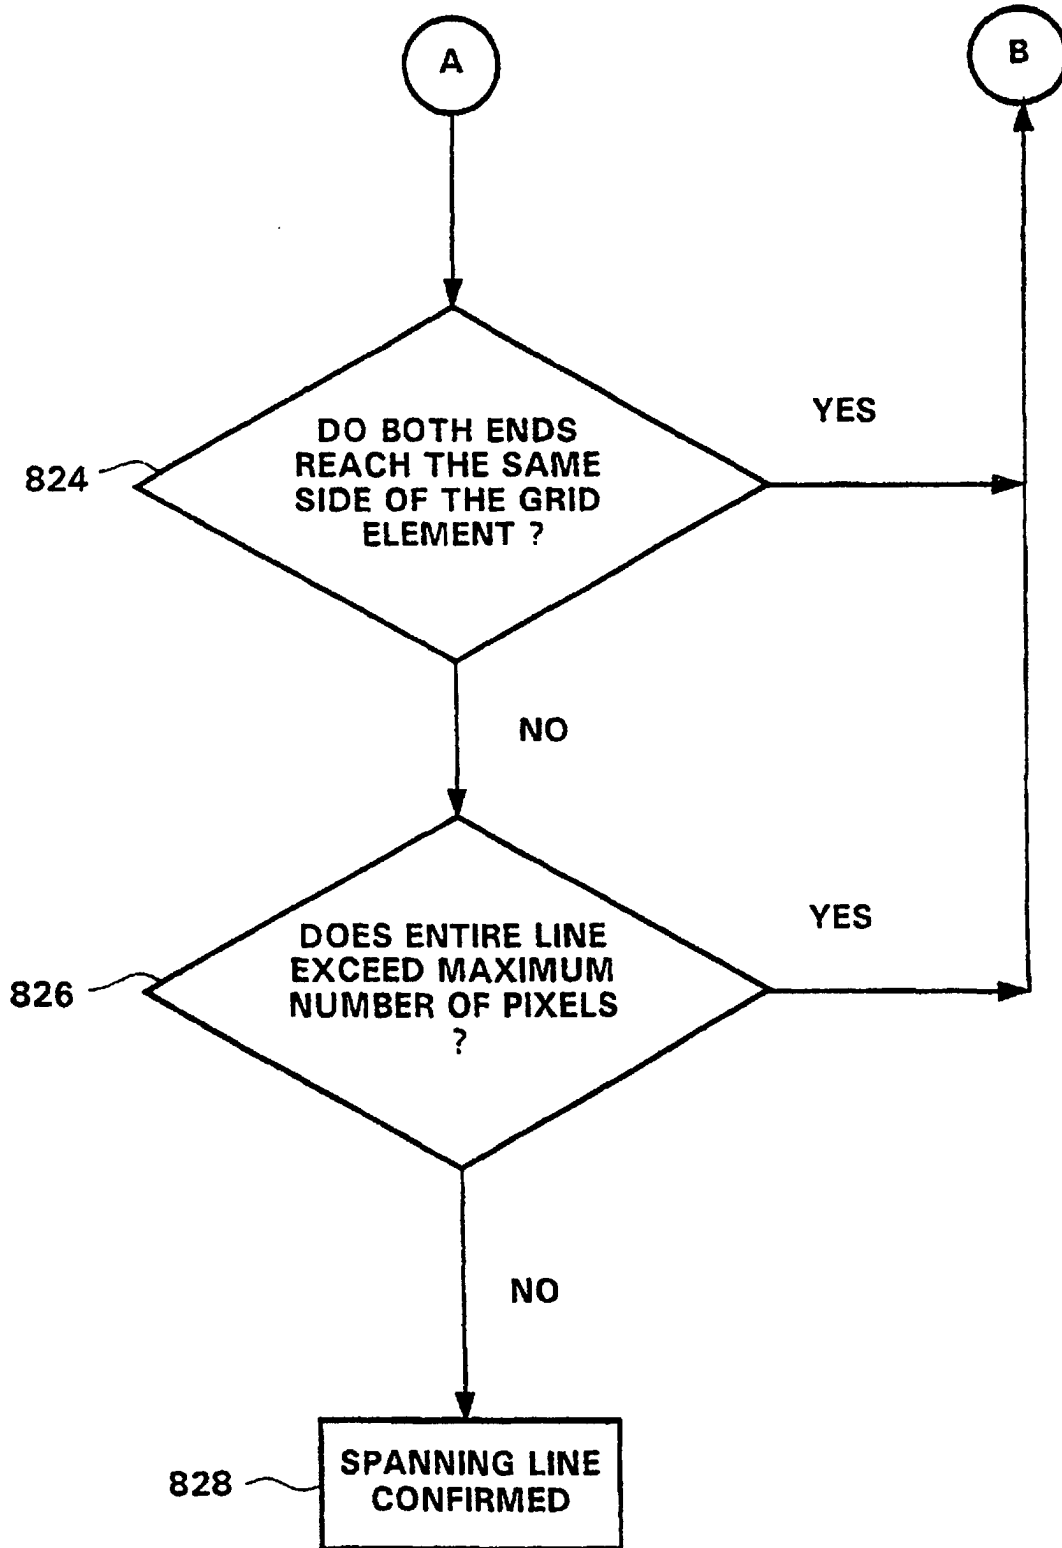 A
B
DO BOTH ENDS
REACH THE SAME
SIDE OF THE GRID
ELEMENT ?
YES
824
NO
DOES ENTIRE LINE
EXCEED MAXIMUM
NUMBER OF PIXELS
?
YES
826
NO
SPANNING LINE
CONFIRMED
828